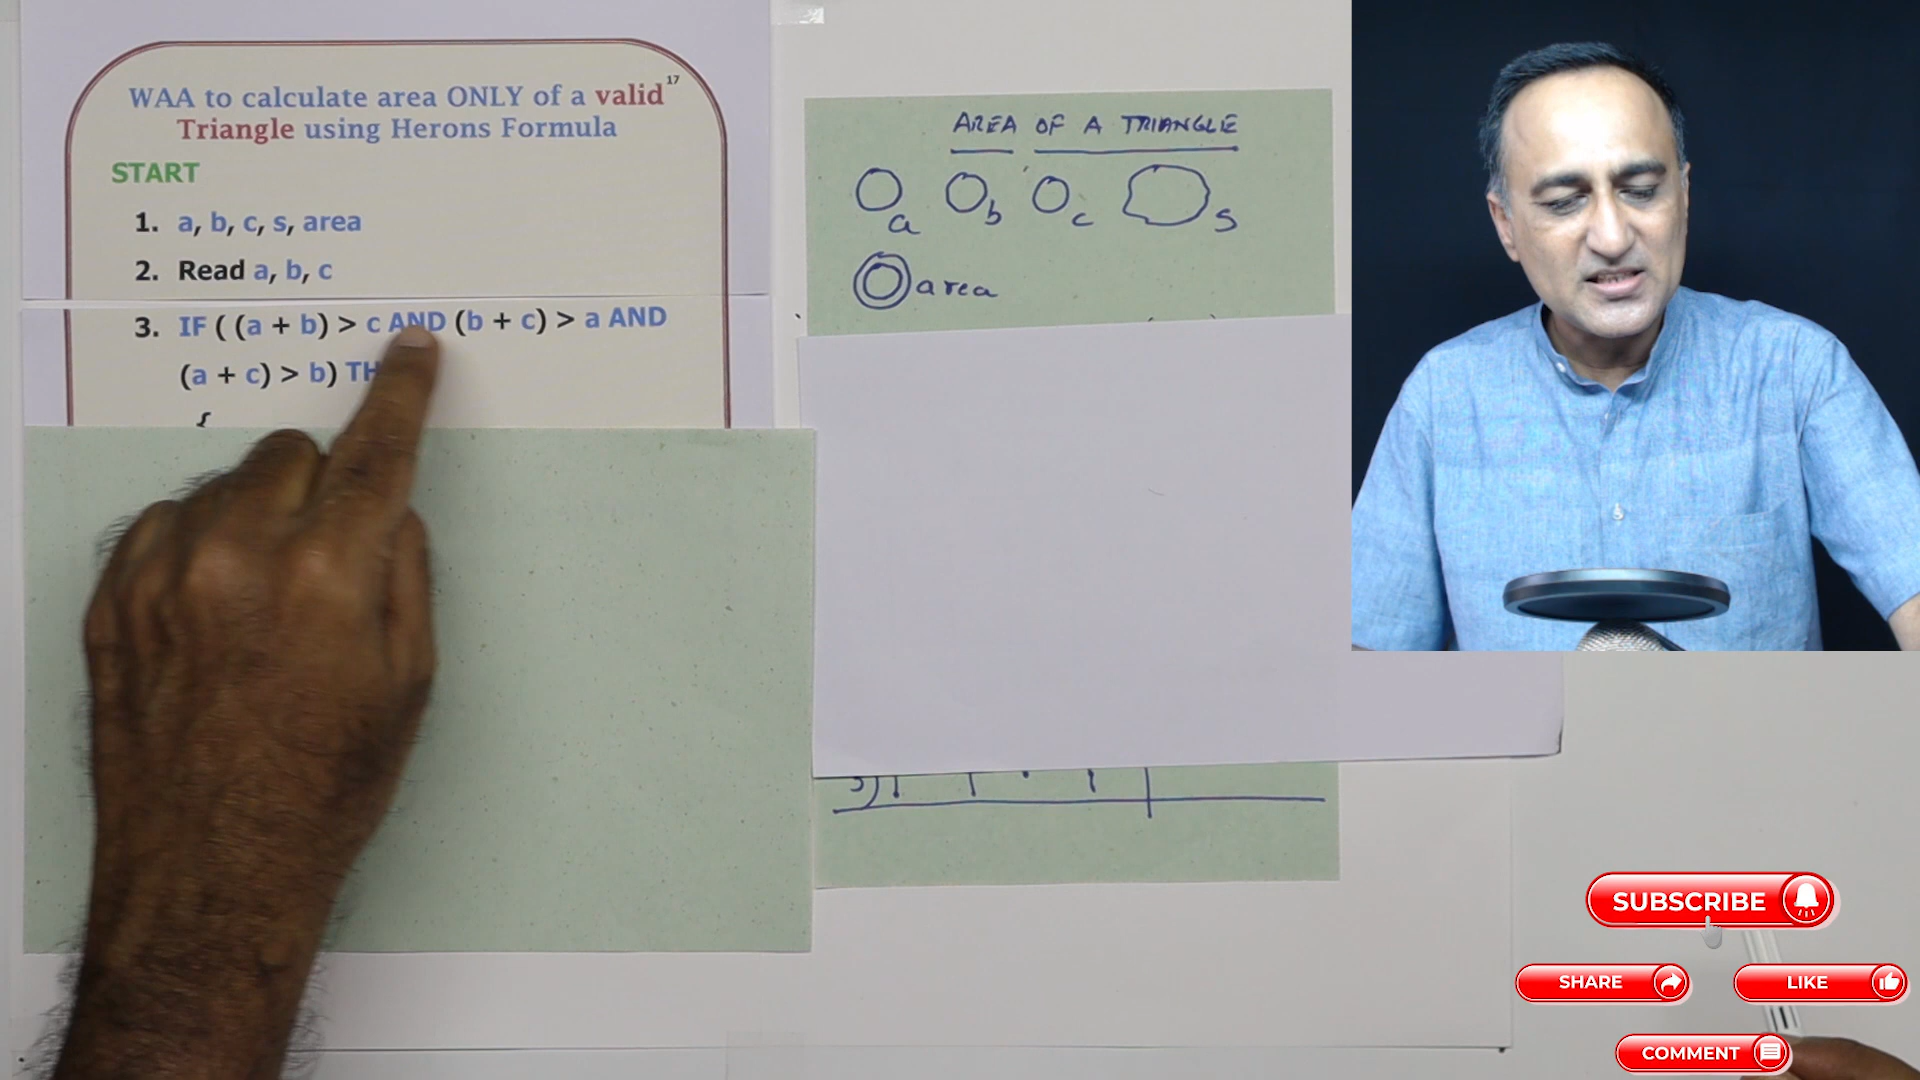 WAA to calculate area ONLY of a valid 17
Triangle using Herons Formula
START
1. a, b, c, s, area
2. Read a, b, c
3. IF ( (a + b) > c AND (b + c) > a AND
(a + c) > b) TH
{
AREA OF A TRIANGLE
a b c s
area
SUBSCRIBE
SHARE
LIKE
COMMENT